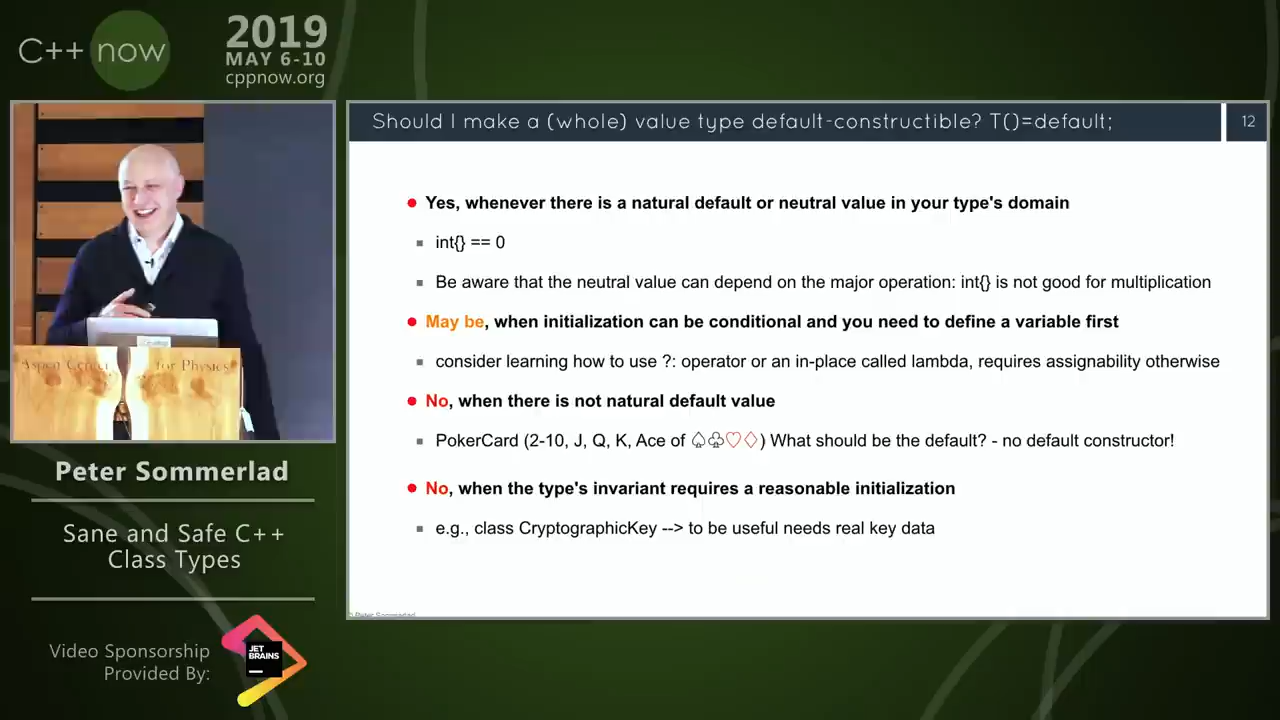 C++ now
2019
MAY 6-10
cppnow.org
Should I make a (whole) value type default-constructible? T()=default;
12
Yes, whenever there is a natural default or neutral value in your type's domain
int{} == 0
Be aware that the neutral value can depend on the major operation: int{} is not good for multiplication
May be, when initialization can be conditional and you need to define a variable first
consider learning how to use ?: operator or an in-place called lambda, requires assignability otherwise
No, when there is not natural default value
PokerCard (2-10, J, Q, K, Ace of ♤♧♡♢) What should be the default? - no default constructor!
No, when the type's invariant requires a reasonable initialization
e.g., class CryptographicKey --> to be useful needs real key data
© Peter Sommerlad
Aspen Center for Physics
Peter Sommerlad
Sane and Safe C++
Class Types
Video Sponsorship
Provided By:
JET
BRAINS